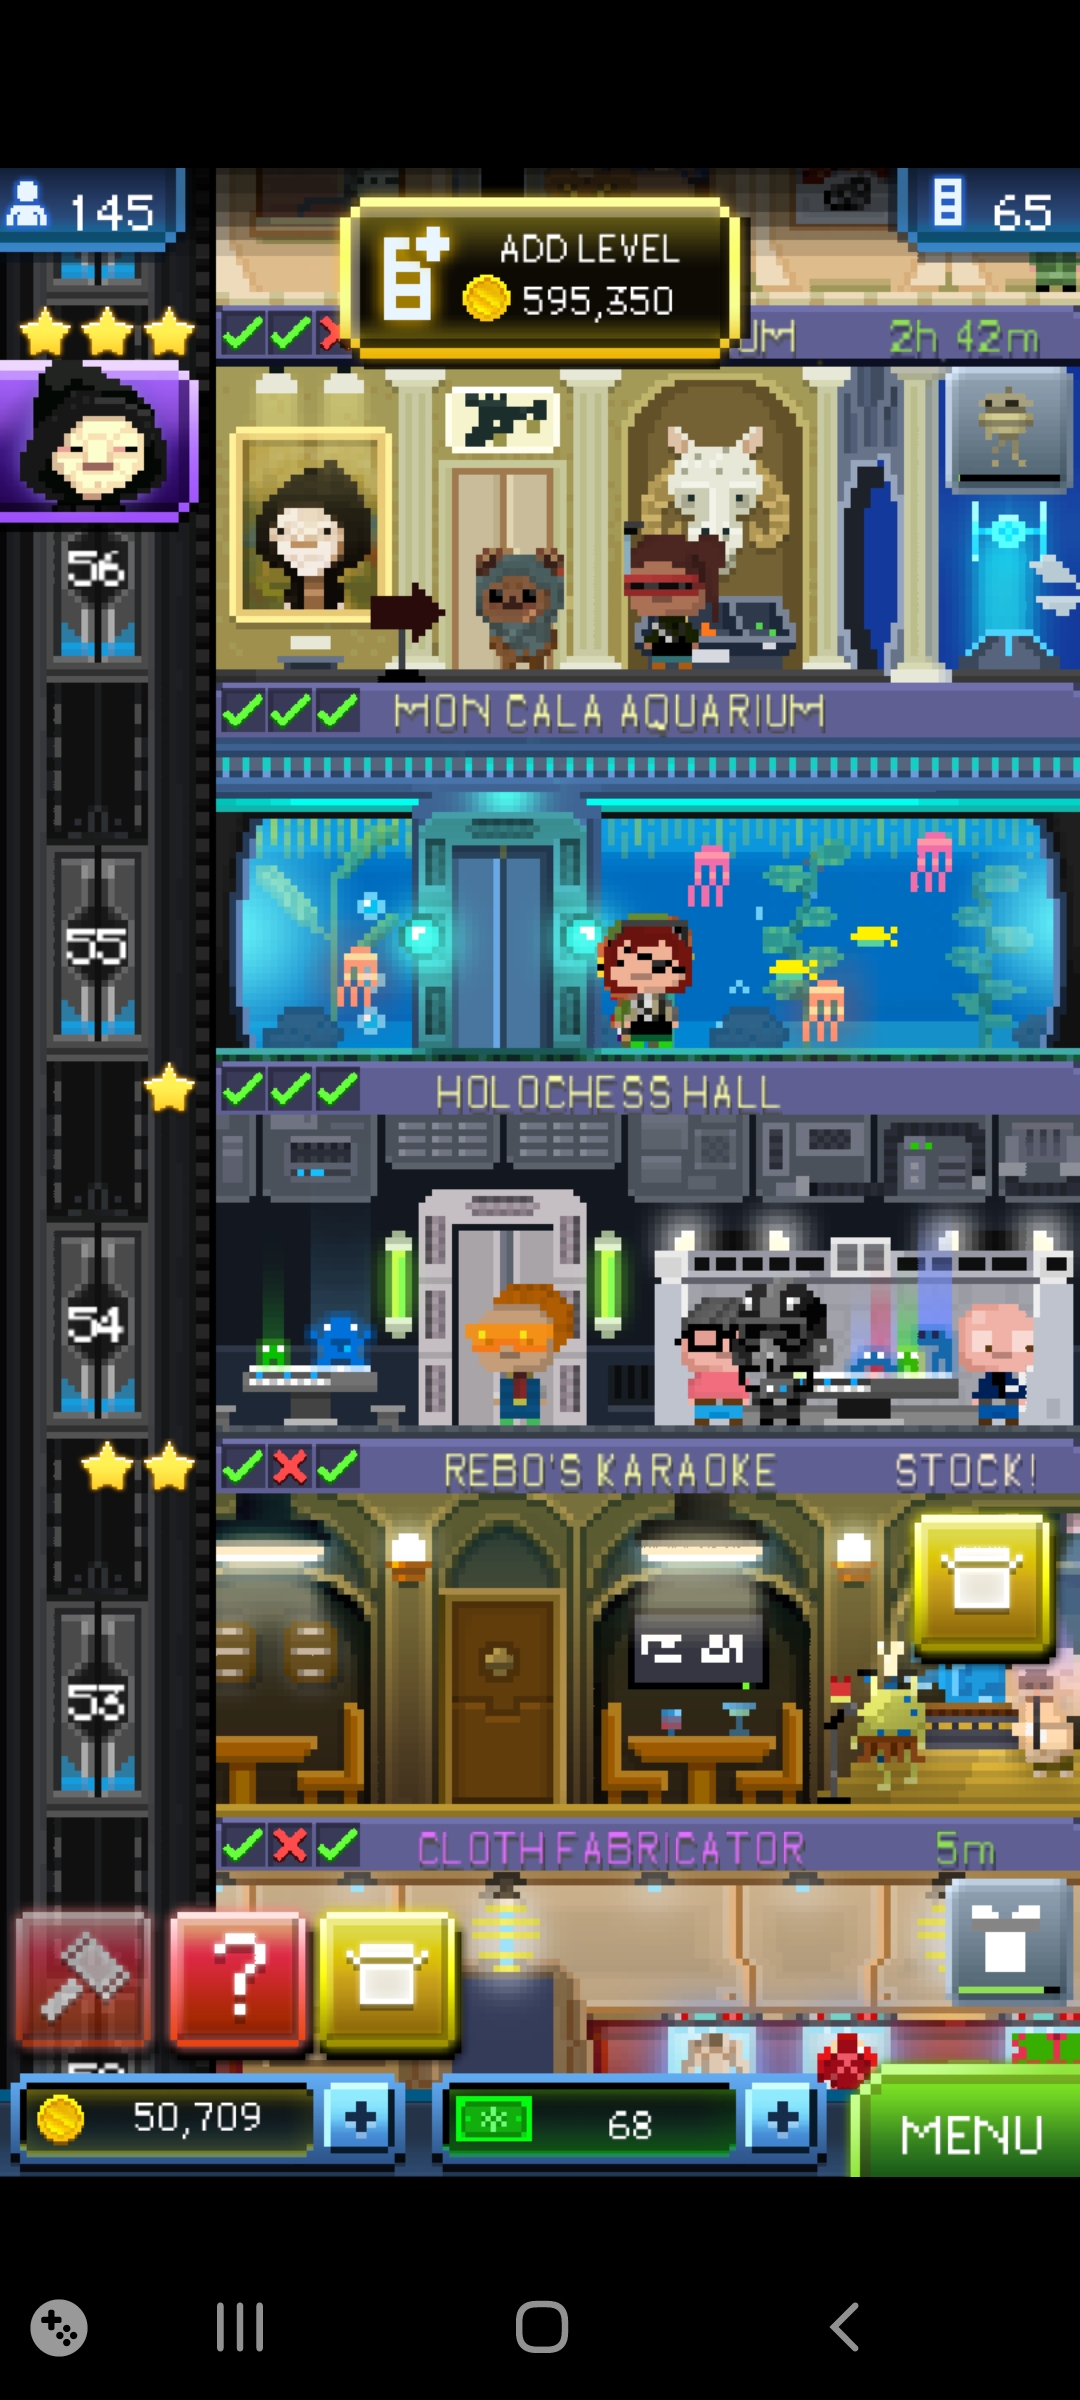 145
ADD LEVEL
595,350
65
UM
2h 42m
56
MON CALA AQUARIUM
55
HOLOCHESS HALL
54
REBO'S KARAOKE
STOCK!
53
CLOTH FABRICATOR
5m
?
50,709
+
68
+
MENU